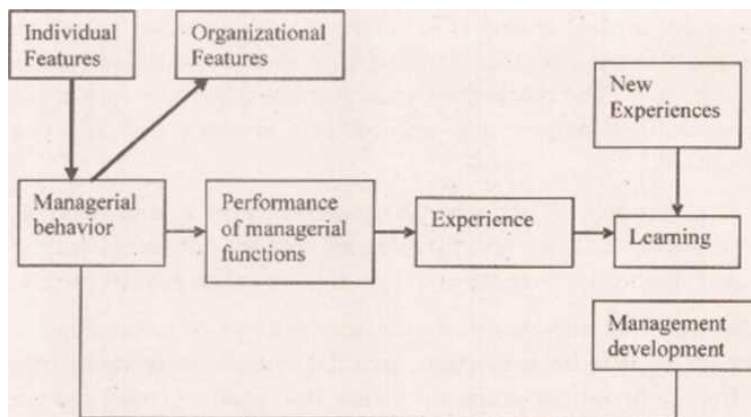 Individual
Features
Organizational
Features
New
Experiences
Managerial
behavior
Performance
of managerial
functions
Experience
Learning
Management
development